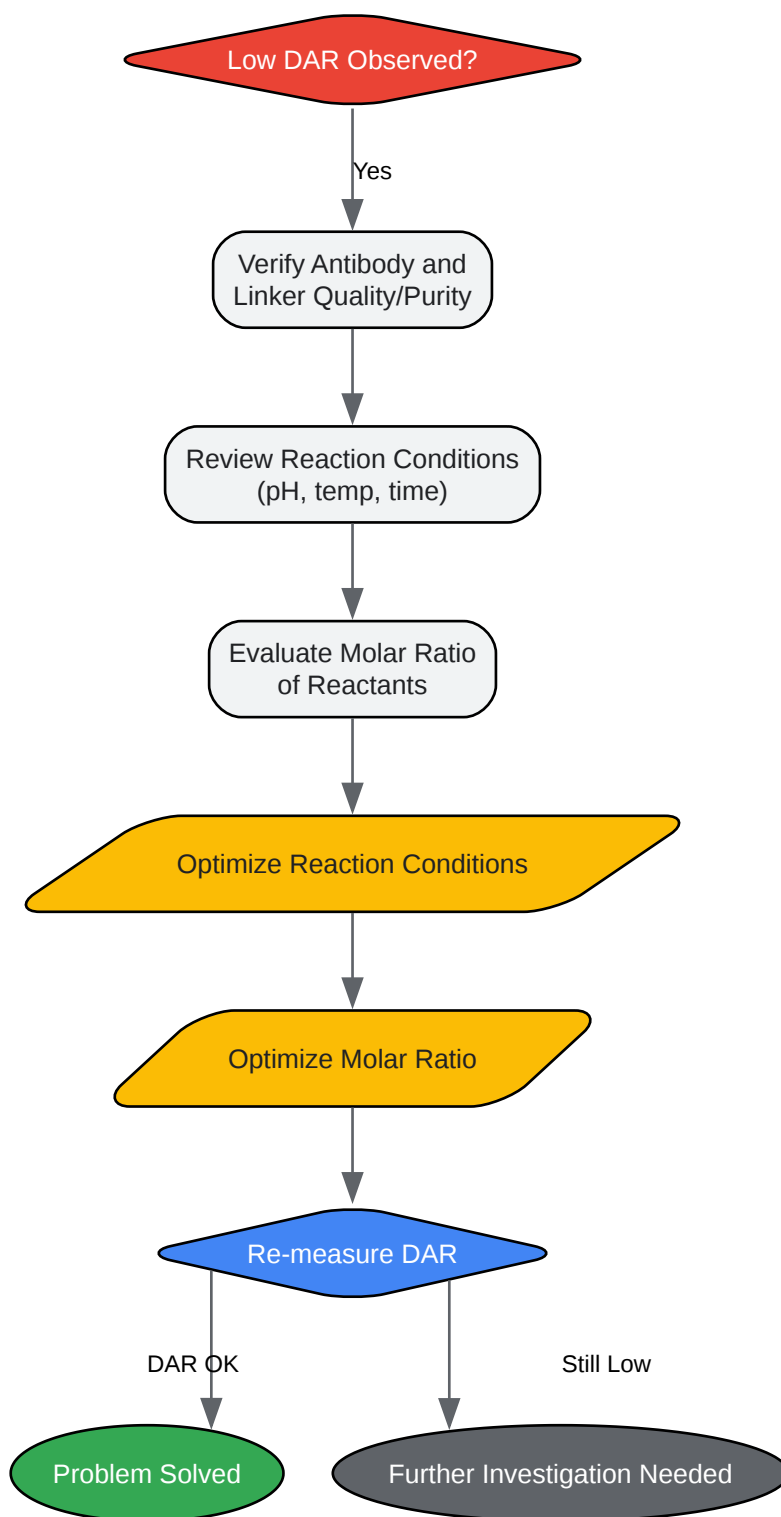 Low DAR Observed?
Yes
Verify Antibody and
Linker Quality/Purity
Review Reaction Conditions
(pH, temp, time)
Evaluate Molar Ratio
of Reactants
Optimize Reaction Conditions
Optimize Molar Ratio
Re-measure DAR
DAR OK
Still Low
Problem Solved
Further Investigation Needed